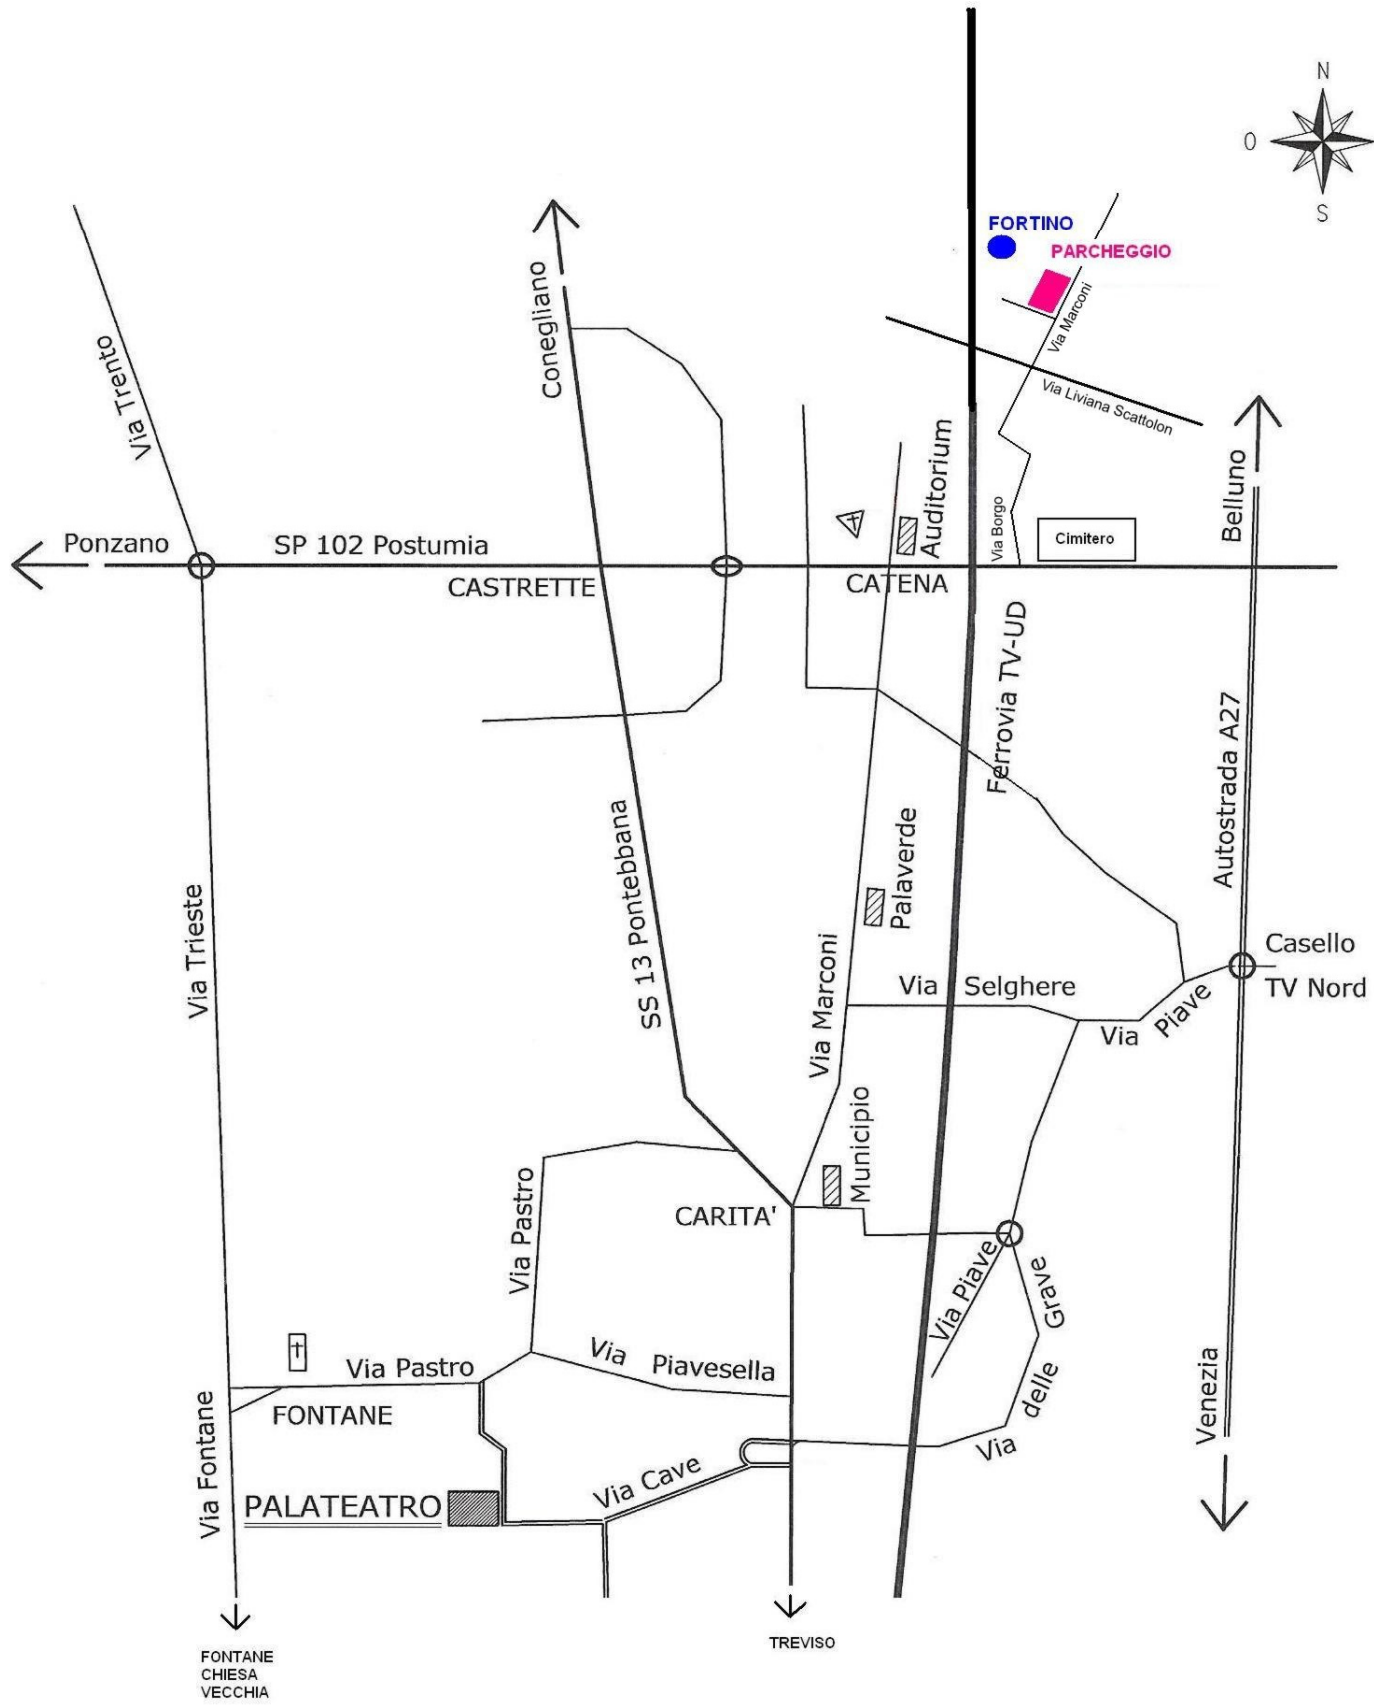 N
O
S
FORTINO
PARCHEGGIO
Via Marconi
Via Liviana Scattolon
Conegliano
Via Trento
Auditorium
Belluno
Via Borgo
Cimitero
Ponzano
SP 102 Postumia
CASTRETTE
CATENA
Ferrovia TV-UD
Autostrada A27
SS 13 Pontebbana
Palaverde
Via Trieste
Via Marconi
Casello
TV Nord
Via Selghere
Via Piave
Municipio
CARITA'
Via Pastro
Via Piave
Via delle Grave
Via Pastro
Via Piavesella
FONTANE
Venezia
Via Fontane
Via Cave
PALATEATRO
TREVISO
FONTANE
CHIESA
VECCHIA